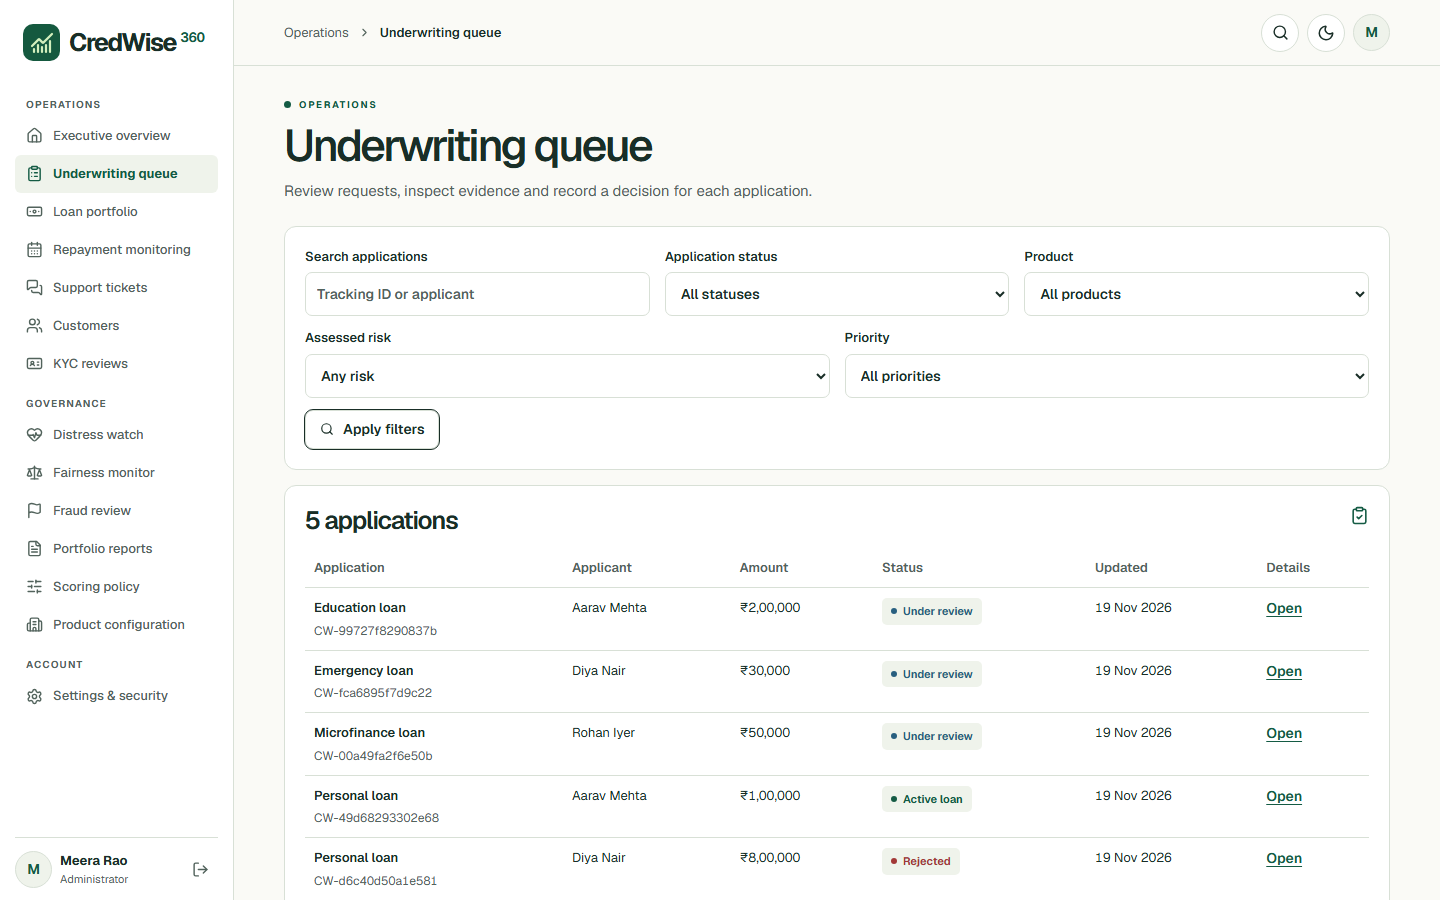 CredWise 360
OPERATIONS
Executive overview
Underwriting queue
Loan portfolio
Repayment monitoring
Support tickets
Customers
KYC reviews
GOVERNANCE
Distress watch
Fairness monitor
Fraud review
Portfolio reports
Scoring policy
Product configuration
ACCOUNT
Settings & security
M
Meera Rao
Administrator
Operations > Underwriting queue
M
OPERATIONS
Underwriting queue
Review requests, inspect evidence and record a decision for each application.
Search applications Application status Product
Tracking ID or applicant All statuses All products
Assessed risk Priority
Any risk All priorities
Apply filters
5 applications
Application Applicant Amount Status Updated Details
Education loan Aarav Mehta ₹2,00,000 Under review 19 Nov 2026 Open
CW-99727f8290837b
Emergency loan Diya Nair ₹30,000 Under review 19 Nov 2026 Open
CW-fca6895f7d9c22
Microfinance loan Rohan Iyer ₹50,000 Under review 19 Nov 2026 Open
CW-00a49fa2f6e50b
Personal loan Aarav Mehta ₹1,00,000 Active loan 19 Nov 2026 Open
CW-49d68293302e68
Personal loan Diya Nair ₹8,00,000 Rejected 19 Nov 2026 Open
CW-d6c40d50a1e581